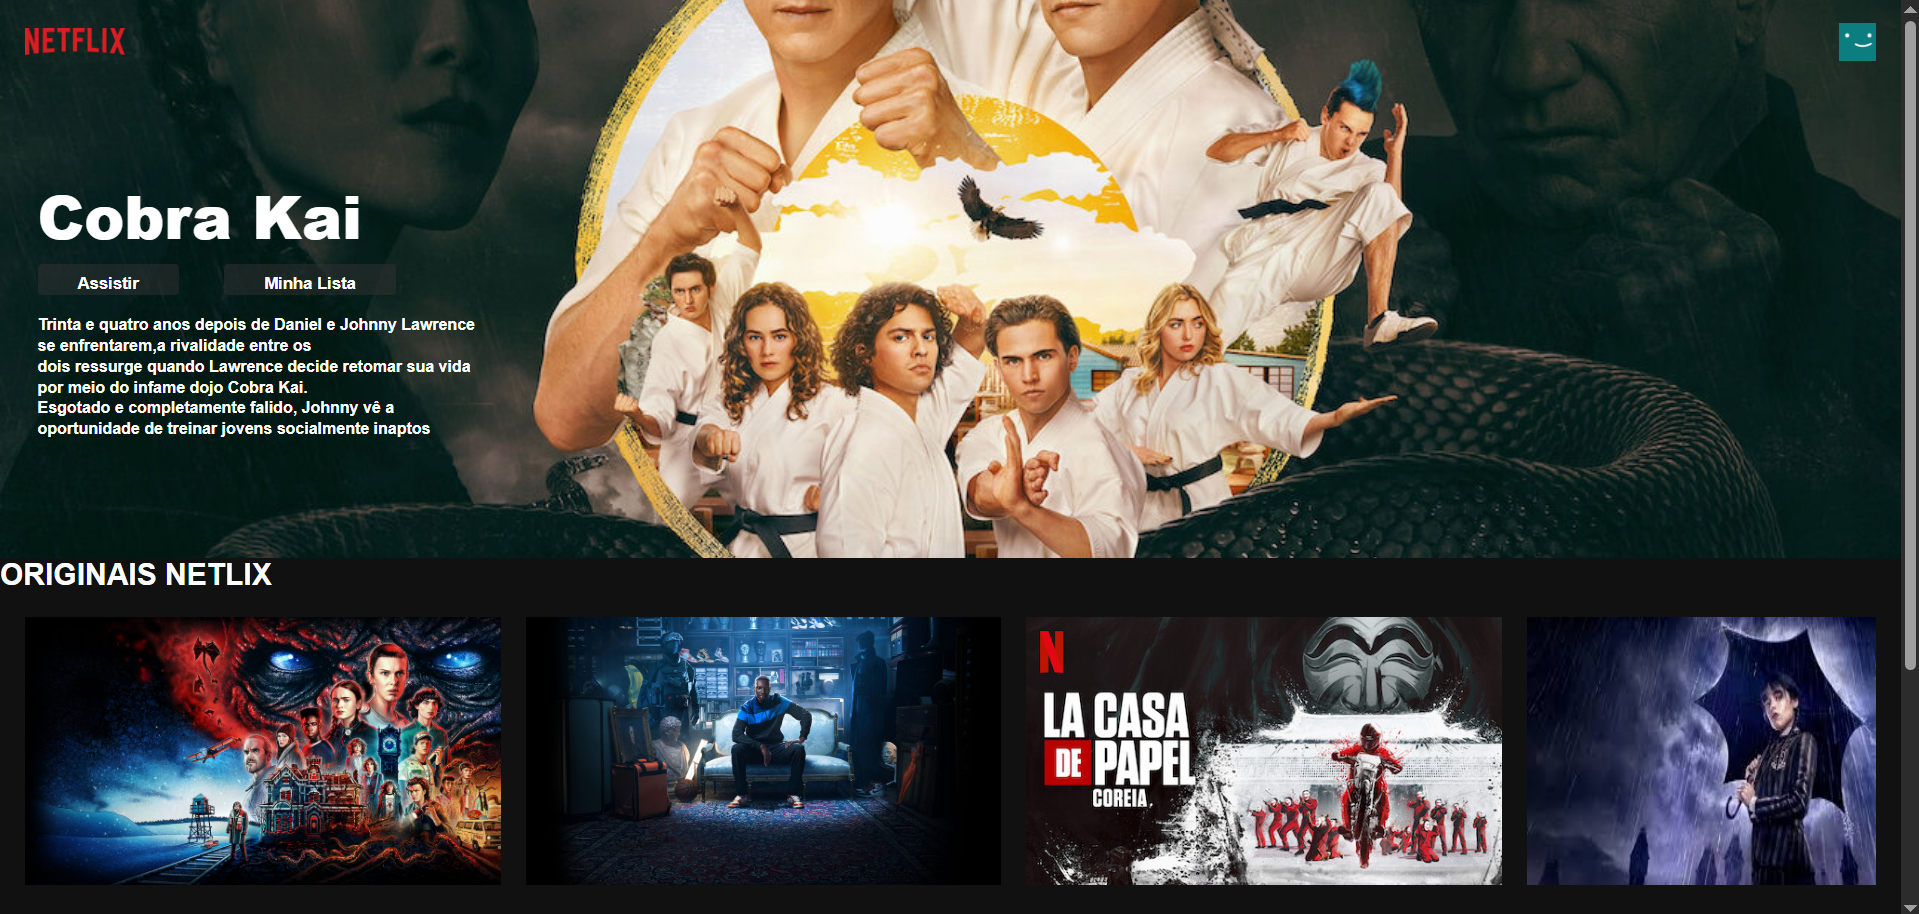 NETFLIX
Cobra Kai
Assistir
Minha Lista
Trinta e quatro anos depois de Daniel e Johnny Lawrence
se enfrentarem,a rivalidade entre os
dois ressurge quando Lawrence decide retomar sua vida
por meio do infame dojo Cobra Kai.
Esgotado e completamente falido, Johnny vê a
oportunidade de treinar jovens socialmente inaptos
ORIGINAIS NETLIX
N
LA CASA
DE PAPEL
COREIA